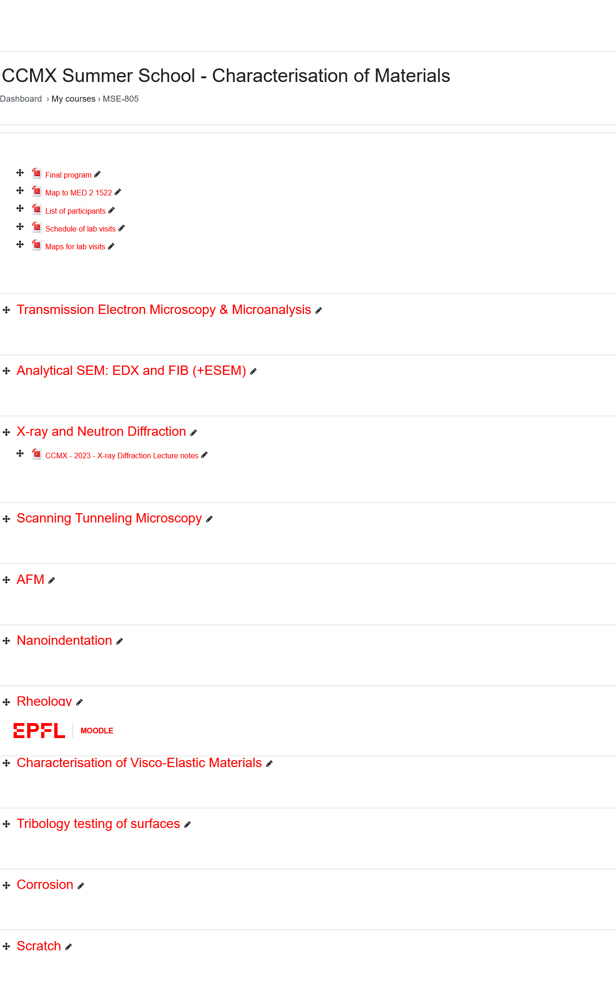 CCMX Summer School - Characterisation of Materials
Dashboard › My courses › MSE-805
Final program
Map to MED 2 1522
List of participants
Schedule of lab visits
Maps for lab visits
Transmission Electron Microscopy & Microanalysis
Analytical SEM: EDX and FIB (+ESEM)
X-ray and Neutron Diffraction
CCMX - 2023 - X-ray Diffraction Lecture notes
Scanning Tunneling Microscopy
AFM
Nanoindentation
Rheology
EPFL MOODLE
Characterisation of Visco-Elastic Materials
Tribology testing of surfaces
Corrosion
Scratch